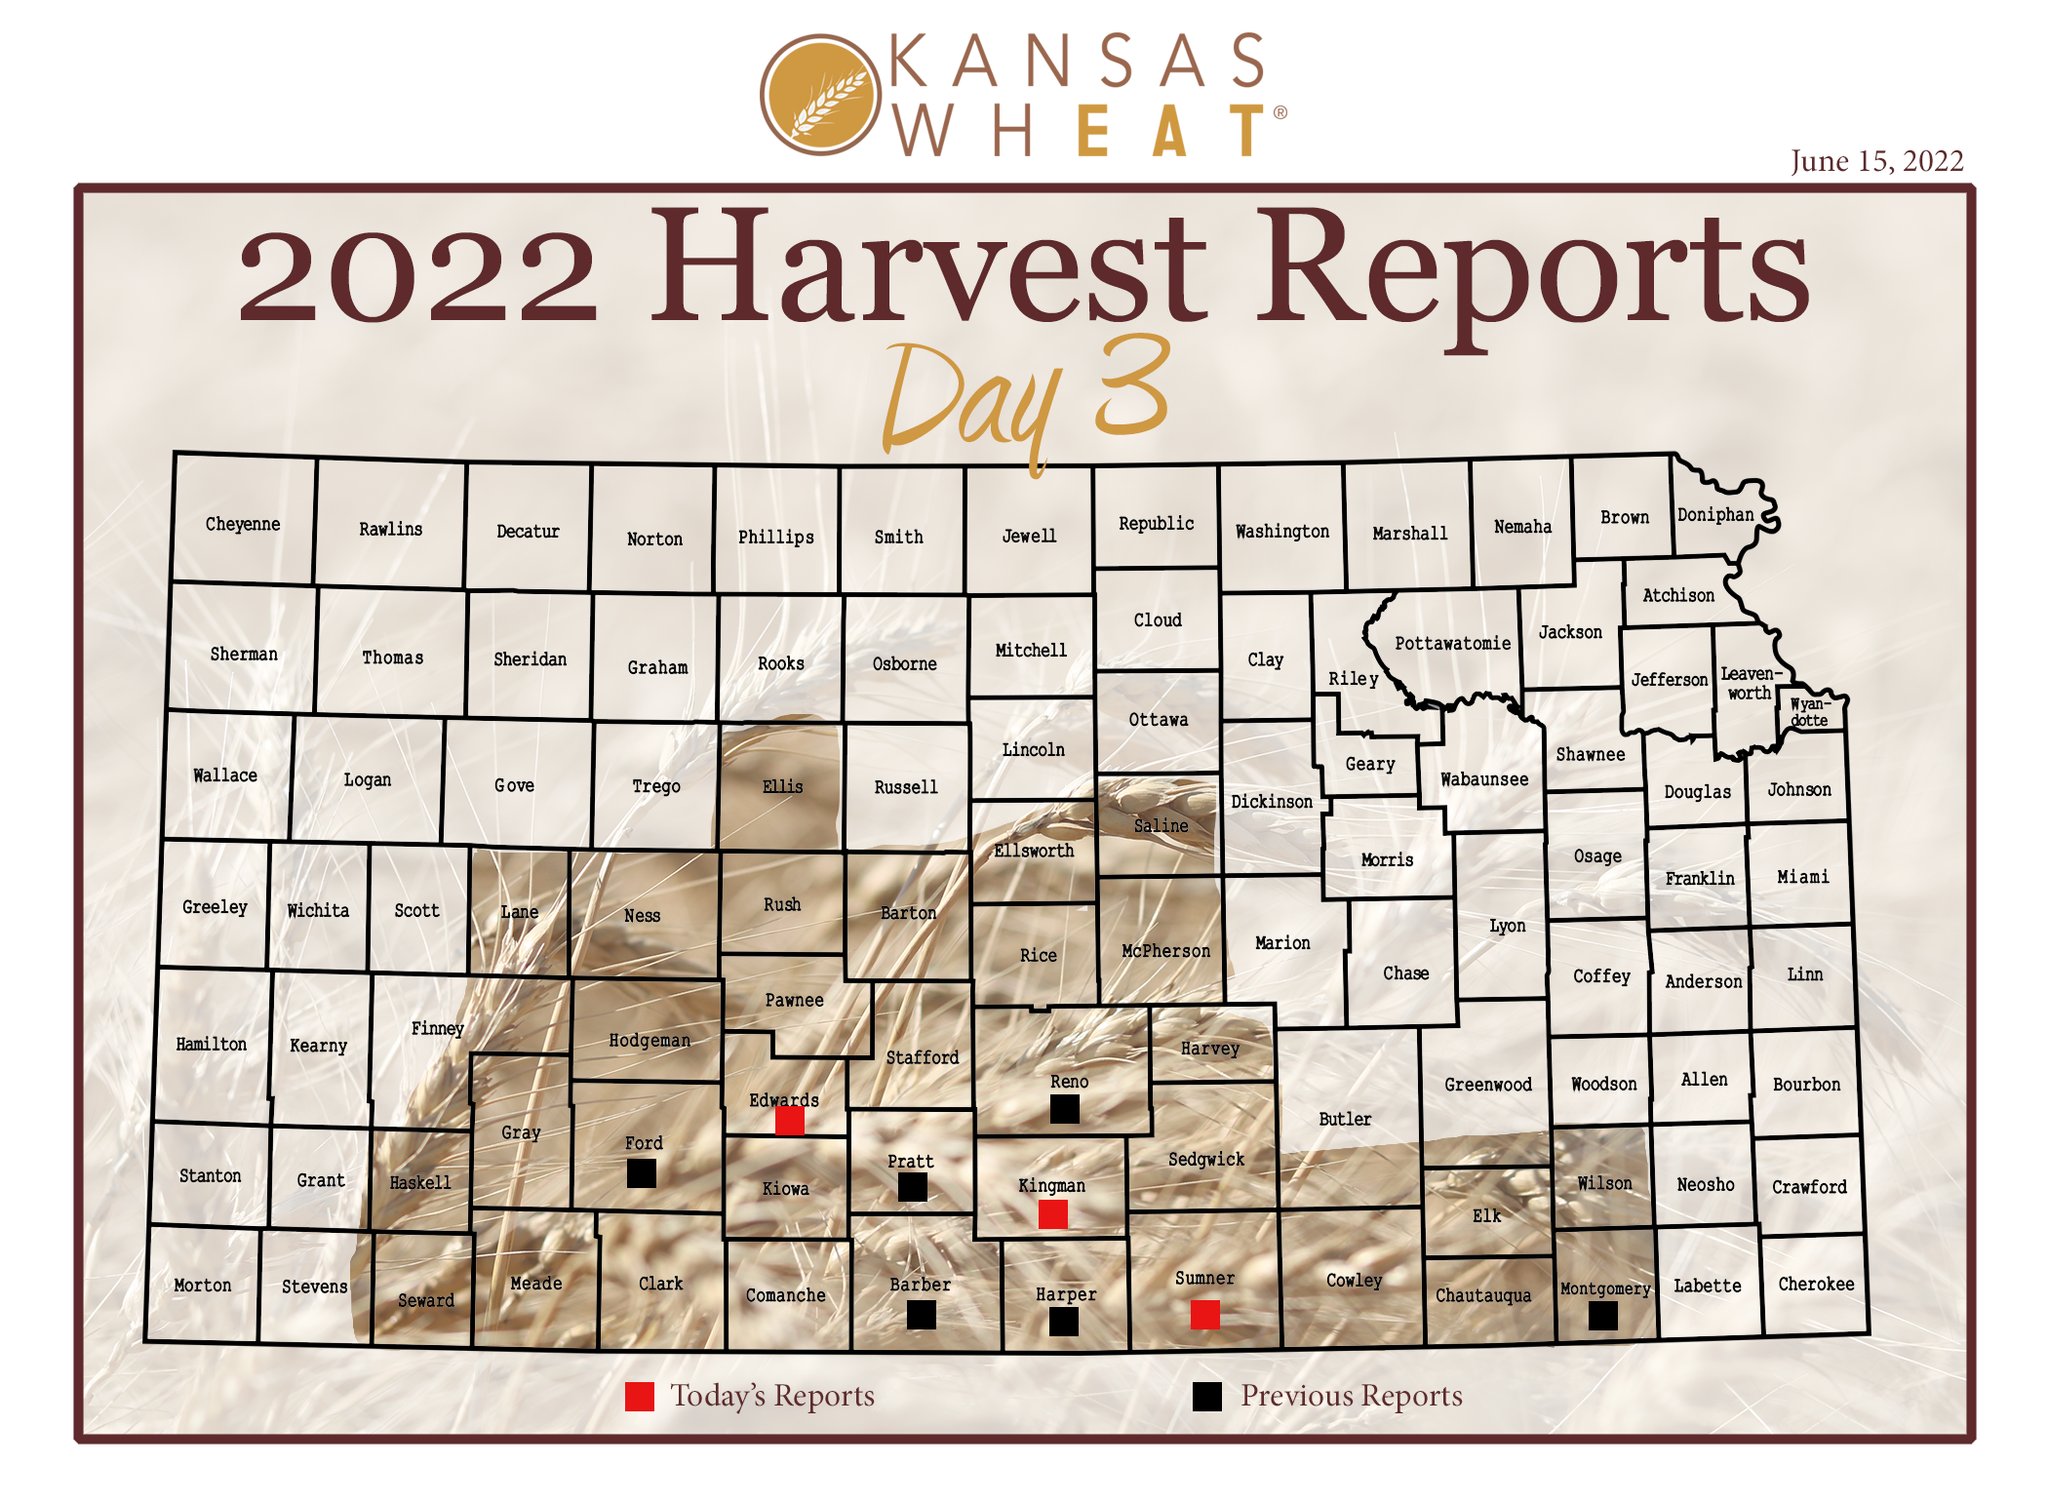 KANSAS
WHEAT®
June 15, 2022
2022 Harvest Reports
Day 3
Cheyenne
Rawlins
Decatur
Norton
Phillips
Smith
Jewell
Republic
Washington
Marshall
Nemaha
Brown
Doniphan
Atchison
Sherman
Thomas
Sheridan
Graham
Rooks
Osborne
Mitchell
Cloud
Clay
Riley
Pottawatomie
Jackson
Jefferson
Leaven-
worth
Wyan-
dotte
Wallace
Logan
Gove
Trego
Ellis
Russell
Lincoln
Ottawa
Dickinson
Geary
Wabaunsee
Shawnee
Douglas
Johnson
Saline
Ellsworth
Morris
Osage
Franklin
Miami
Greeley
Wichita
Scott
Lane
Ness
Rush
Barton
Rice
McPherson
Marion
Chase
Lyon
Coffey
Anderson
Linn
Hamilton
Kearny
Finney
Hodgeman
Pawnee
Stafford
Reno
Harvey
Butler
Greenwood
Woodson
Allen
Bourbon
Edwards
Stanton
Grant
Haskell
Gray
Ford
Kiowa
Pratt
Kingman
Sedgwick
Elk
Wilson
Neosho
Crawford
Morton
Stevens
Seward
Meade
Clark
Comanche
Barber
Harper
Sumner
Cowley
Chautauqua
Montgomery
Labette
Cherokee
Today's Reports
Previous Reports